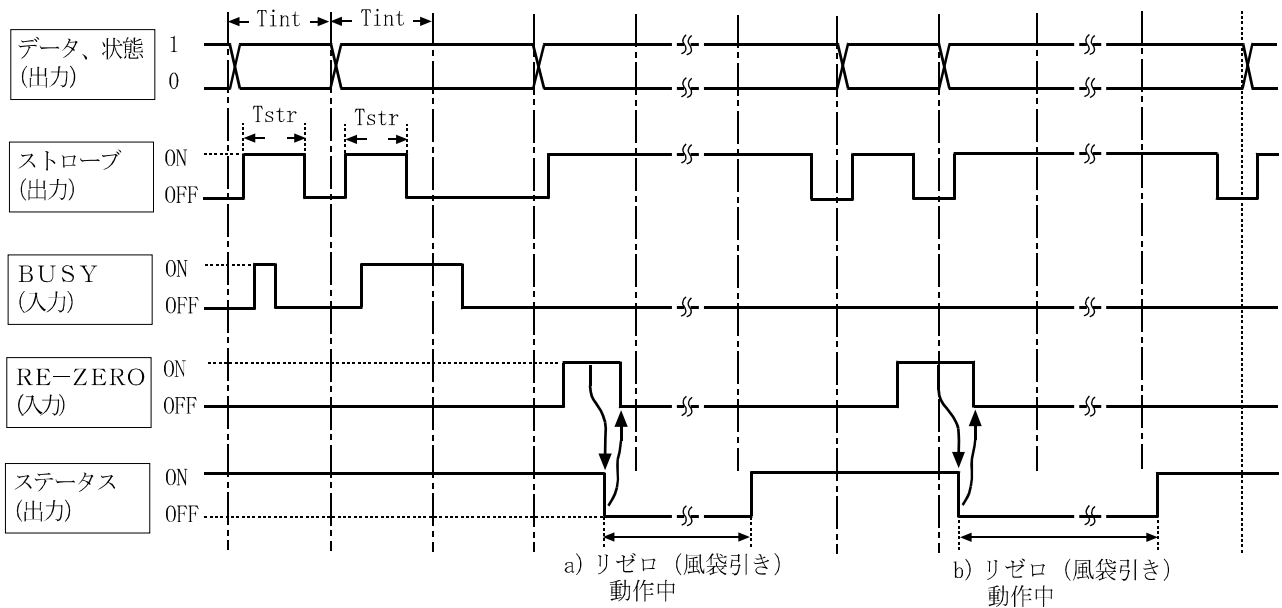 Tint
Tint
データ、状態
(出力)
1
0
Tstr
Tstr
ストローブ
(出力)
ON
OFF
ＢＵＳＹ
(入力)
ON
OFF
ＲＥ－ＺＥＲＯ
(入力)
ON
OFF
ステータス
(出力)
ON
OFF
a) リゼロ (風袋引き)
動作中
b) リゼロ (風袋引き)
動作中